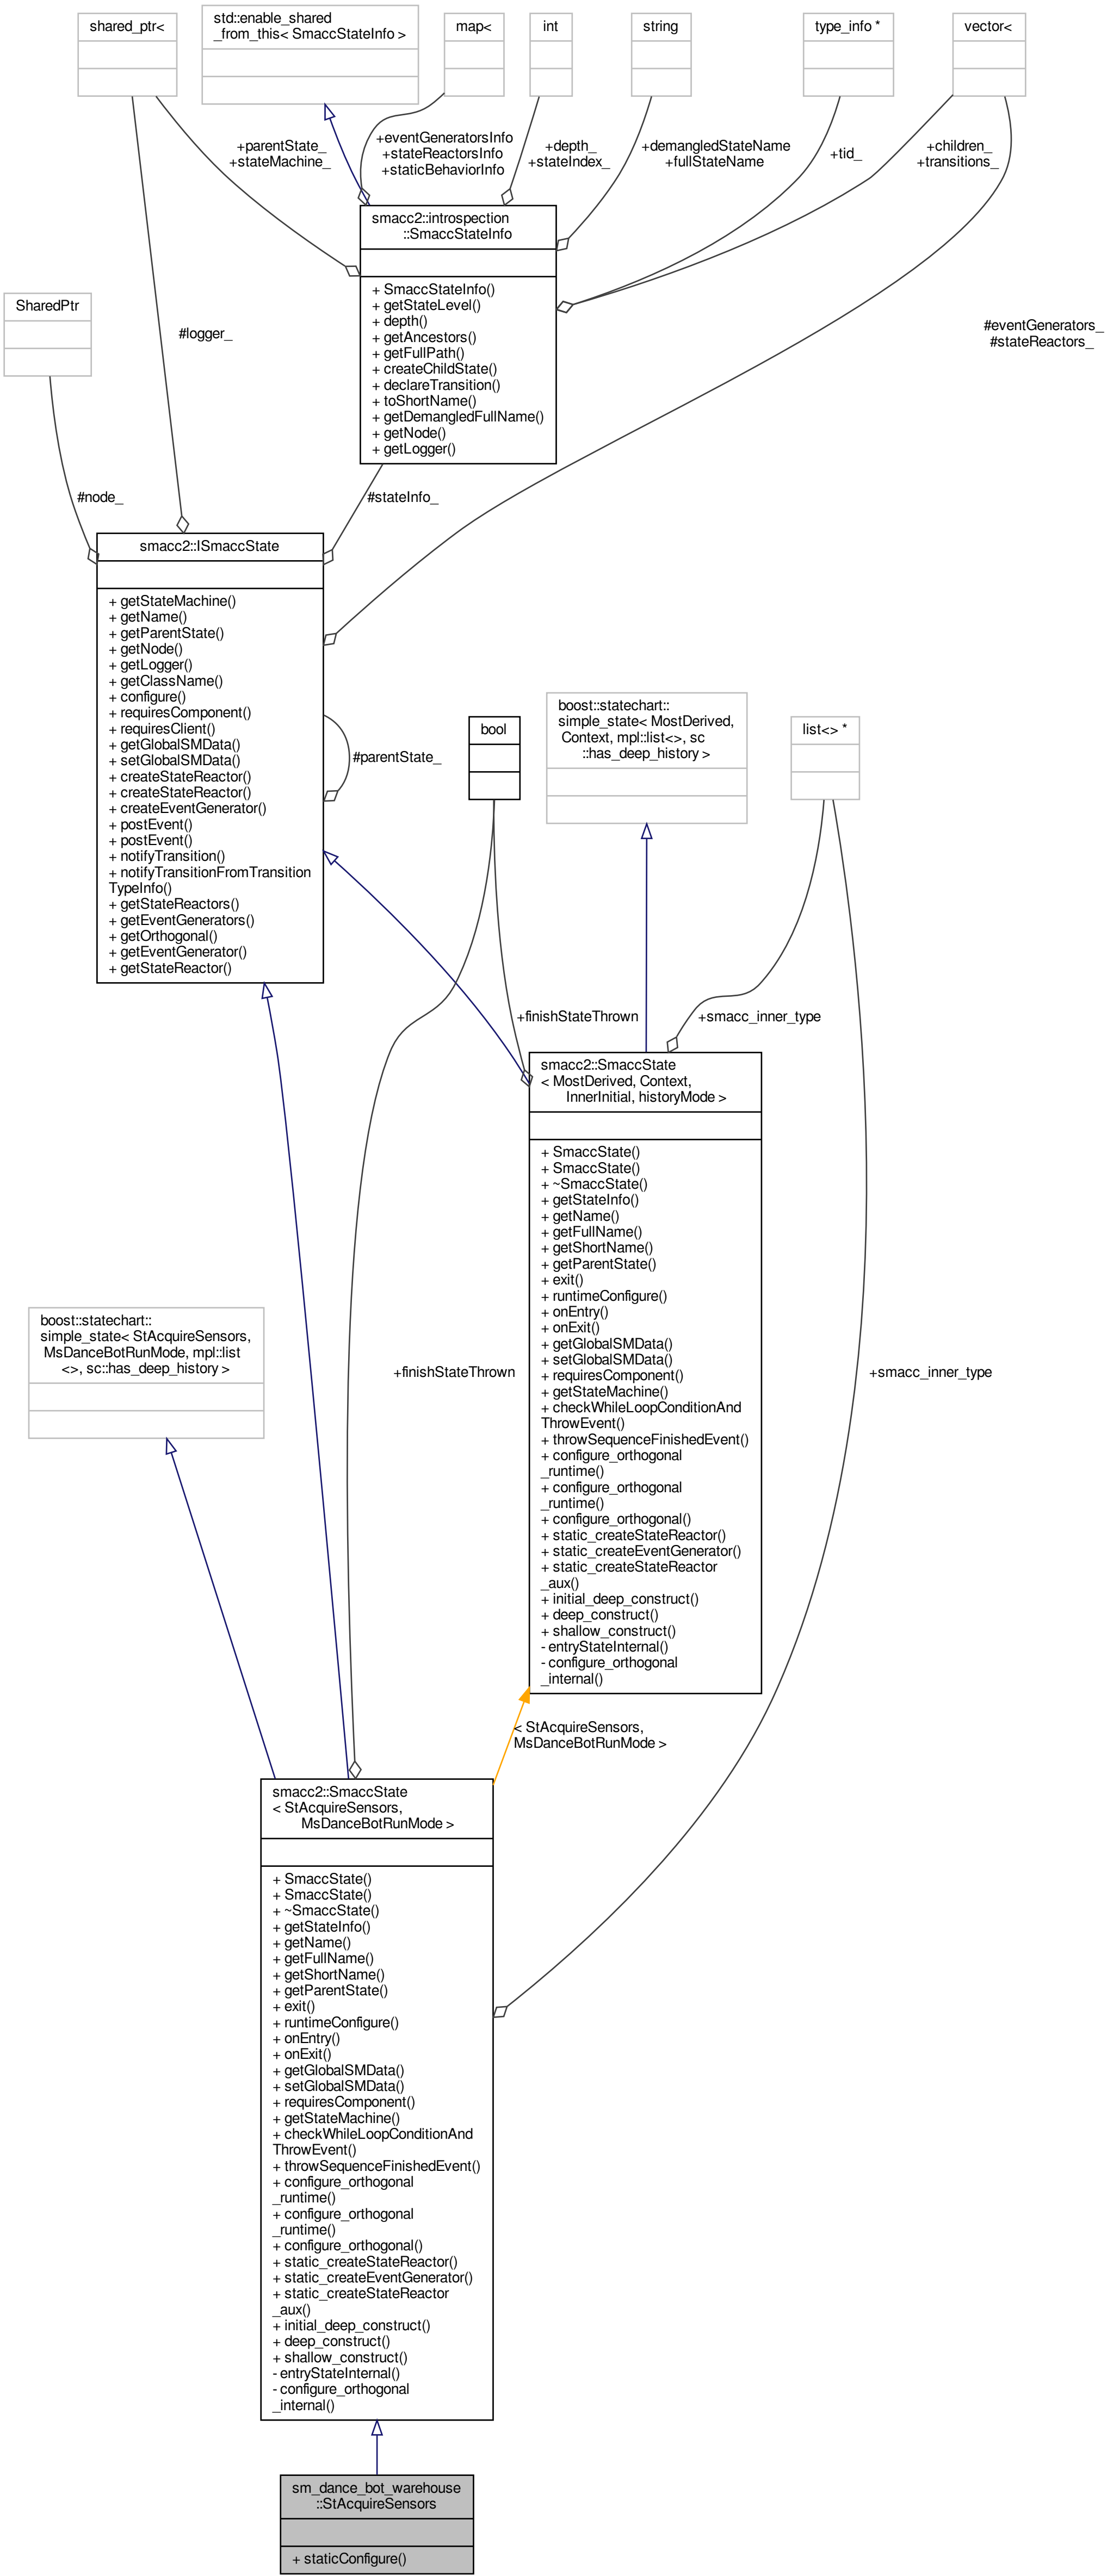 shared_ptr<
std::enable_shared
_from_this< SmaccStateInfo >
map<
int
string
type_info *
vector<
+parentState_
+stateMachine_
+eventGeneratorsInfo
+stateReactorsInfo
+staticBehaviorInfo
+depth_
+stateIndex_
+demangledStateName
+fullStateName
+tid_
+children_
+transitions_
smacc2::introspection
::SmaccStateInfo
+ SmaccStateInfo()
+ getStateLevel()
+ depth()
+ getAncestors()
+ getFullPath()
+ createChildState()
+ declareTransition()
+ toShortName()
+ getDemangledFullName()
+ getNode()
+ getLogger()
SharedPtr
#logger_
#eventGenerators_
#stateReactors_
#node_
#stateInfo_
smacc2::ISmaccState
+ getStateMachine()
+ getName()
+ getParentState()
+ getNode()
+ getLogger()
+ getClassName()
+ configure()
+ requiresComponent()
+ requiresClient()
+ getGlobalSMData()
+ setGlobalSMData()
+ createStateReactor()
+ createStateReactor()
+ createEventGenerator()
+ postEvent()
+ postEvent()
+ notifyTransition()
+ notifyTransitionFromTransition
TypeInfo()
+ getStateReactors()
+ getEventGenerators()
+ getOrthogonal()
+ getEventGenerator()
+ getStateReactor()
#parentState_
bool
boost::statechart::
simple_state< MostDerived,
Context, mpl::list<>, sc
::has_deep_history >
list<> *
+finishStateThrown
+smacc_inner_type
smacc2::SmaccState
< MostDerived, Context,
InnerInitial, historyMode >
+ SmaccState()
+ SmaccState()
+ ~SmaccState()
+ getStateInfo()
+ getName()
+ getFullName()
+ getShortName()
+ getParentState()
+ exit()
+ runtimeConfigure()
+ onEntry()
+ onExit()
+ getGlobalSMData()
+ setGlobalSMData()
+ requiresComponent()
+ getStateMachine()
+ checkWhileLoopConditionAnd
ThrowEvent()
+ throwSequenceFinishedEvent()
+ configure_orthogonal
_runtime()
+ configure_orthogonal
_runtime()
+ configure_orthogonal()
+ static_createStateReactor()
+ static_createEventGenerator()
+ static_createStateReactor
_aux()
+ initial_deep_construct()
+ deep_construct()
+ shallow_construct()
- entryStateInternal()
- configure_orthogonal
_internal()
boost::statechart::
simple_state< StAcquireSensors,
MsDanceBotRunMode, mpl::list
<>, sc::has_deep_history >
+finishStateThrown
+smacc_inner_type
< StAcquireSensors,
MsDanceBotRunMode >
smacc2::SmaccState
< StAcquireSensors,
MsDanceBotRunMode >
+ SmaccState()
+ SmaccState()
+ ~SmaccState()
+ getStateInfo()
+ getName()
+ getFullName()
+ getShortName()
+ getParentState()
+ exit()
+ runtimeConfigure()
+ onEntry()
+ onExit()
+ getGlobalSMData()
+ setGlobalSMData()
+ requiresComponent()
+ getStateMachine()
+ checkWhileLoopConditionAnd
ThrowEvent()
+ throwSequenceFinishedEvent()
+ configure_orthogonal
_runtime()
+ configure_orthogonal
_runtime()
+ configure_orthogonal()
+ static_createStateReactor()
+ static_createEventGenerator()
+ static_createStateReactor
_aux()
+ initial_deep_construct()
+ deep_construct()
+ shallow_construct()
- entryStateInternal()
- configure_orthogonal
_internal()
sm_dance_bot_warehouse
::StAcquireSensors
+ staticConfigure()